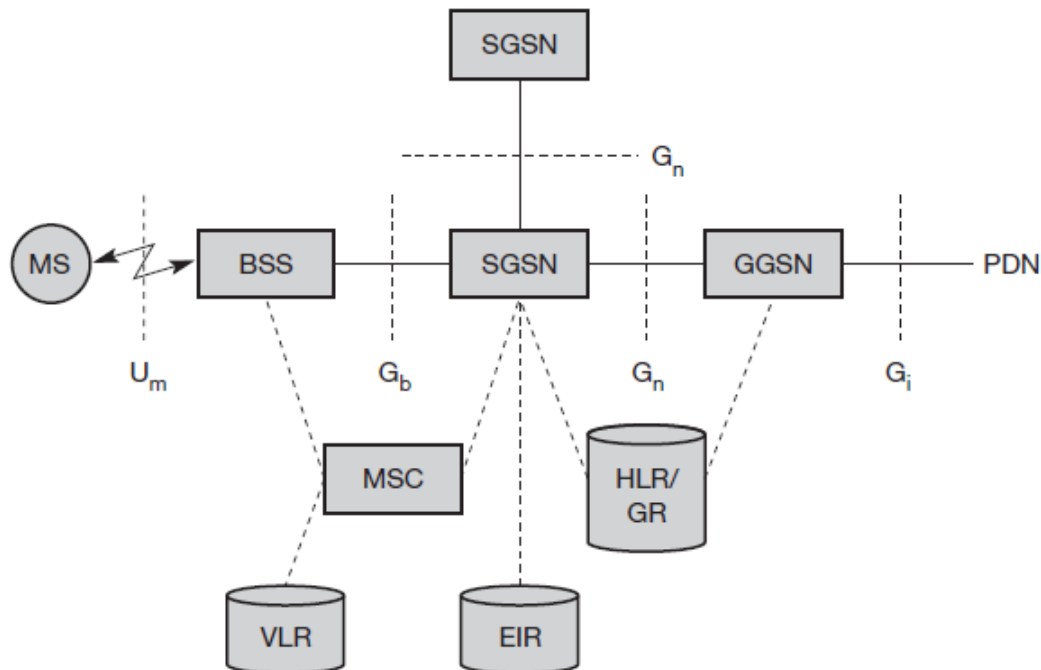 SGSN
Gn
MS
BSS
SGSN
GGSN
PDN
Um
Gb
Gn
Gi
MSC
HLR/
GR
VLR
EIR